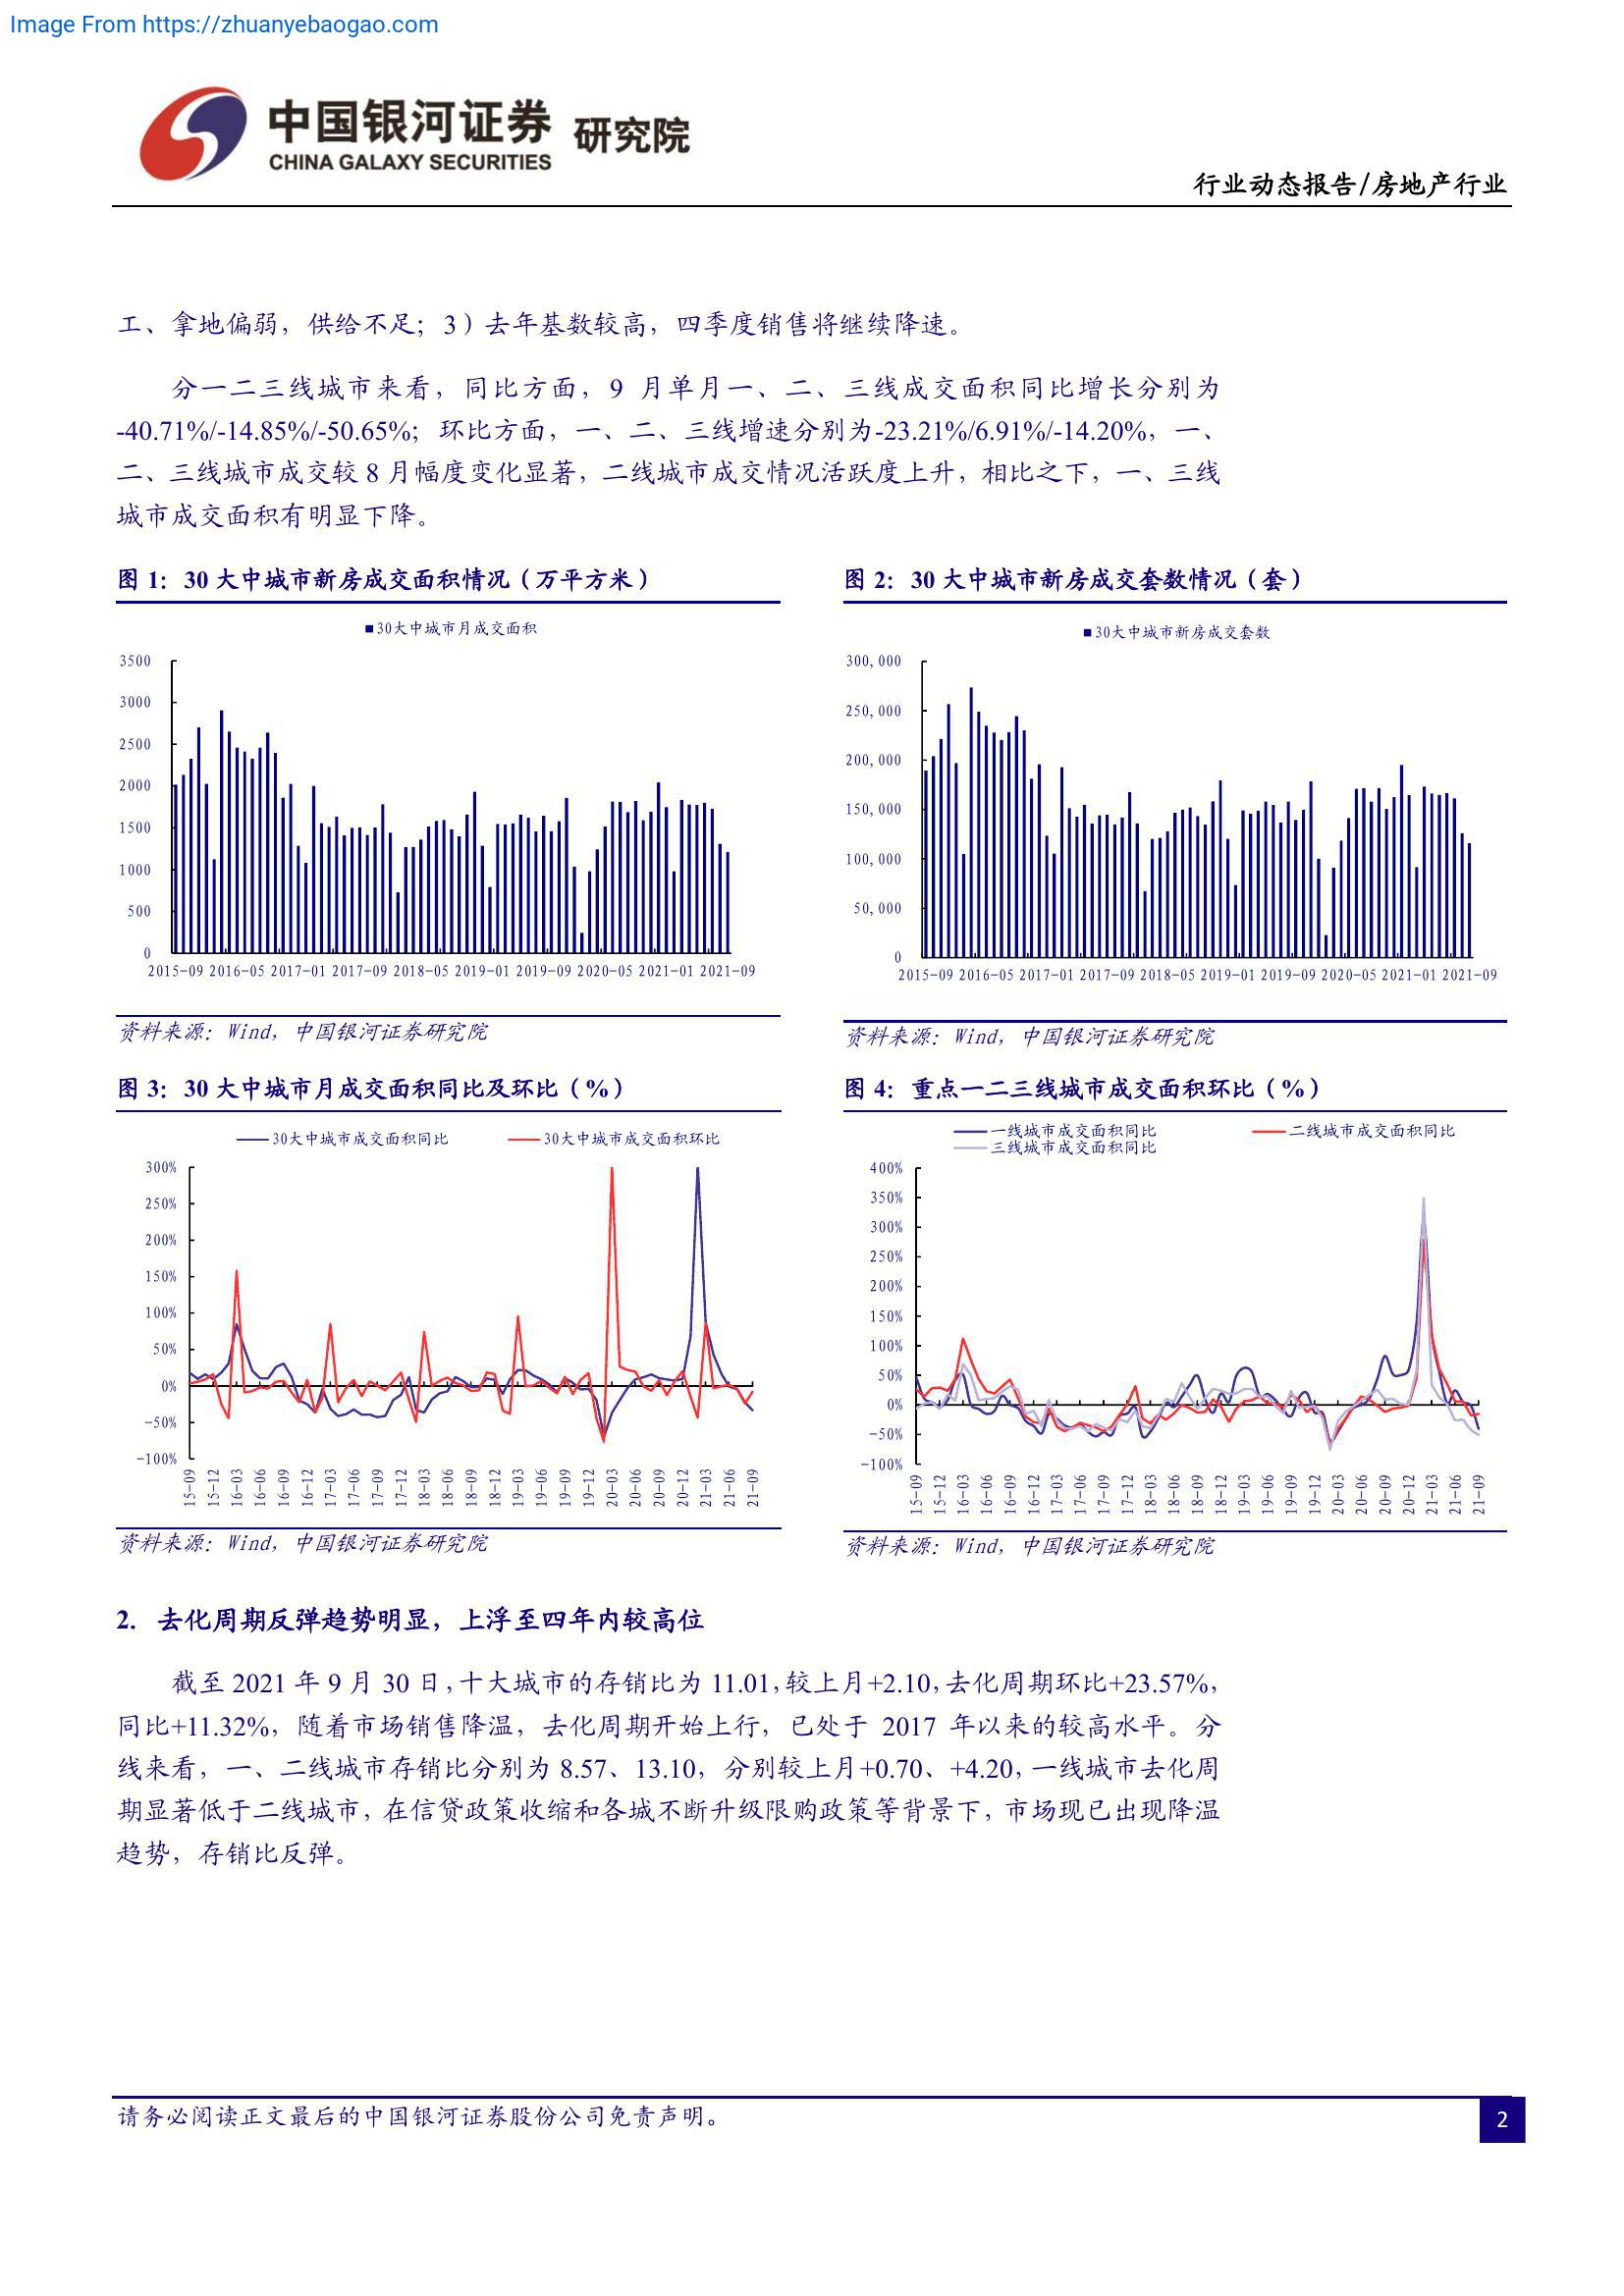 Image From https://zhuanyebaogao.com
中国银河证券 研究院
CHINA GALAXY SECURITIES
行业动态报告/房地产行业
工、拿地偏弱，供给不足；3）去年基数较高，四季度销售将继续降速。
分一二三线城市来看，同比方面，9 月单月一、二、三线成交面积同比增长分别为
-40.71%/-14.85%/-50.65%；环比方面，一、二、三线增速分别为-23.21%/6.91%/-14.20%，一、
二、三线城市成交较 8 月幅度变化显著，二线城市成交情况活跃度上升，相比之下，一、三线
城市成交面积有明显下降。
图 1：30 大中城市新房成交面积情况（万平方米）
30大中城市月成交面积
3500
3000
2500
2000
1500
1000
500
0
2015-09 2016-05 2017-01 2017-09 2018-05 2019-01 2019-09 2020-05 2021-01 2021-09
资料来源：Wind，中国银河证券研究院
图 2：30 大中城市新房成交套数情况（套）
30大中城市新房成交套数
300,000
250,000
200,000
150,000
100,000
50,000
0
2015-09 2016-05 2017-01 2017-09 2018-05 2019-01 2019-09 2020-05 2021-01 2021-09
资料来源：Wind，中国银河证券研究院
图 3：30 大中城市月成交面积同比及环比（%）
30大中城市成交面积同比 30大中城市成交面积环比
300%
250%
200%
150%
100%
50%
0%
-50%
-100%
15-09 15-12 16-03 16-06 16-09 16-12 17-03 17-06 17-09 17-12 18-03 18-06 18-09 18-12 19-03 19-06 19-09 19-12 20-03 20-06 20-09 20-12 21-03 21-06 21-09
资料来源：Wind，中国银河证券研究院
图 4：重点一二三线城市成交面积环比（%）
一线城市成交面积同比 二线城市成交面积同比
三线城市成交面积同比
400%
350%
300%
250%
200%
150%
100%
50%
0%
-50%
-100%
15-09 15-12 16-03 16-06 16-09 16-12 17-03 17-06 17-09 17-12 18-03 18-06 18-09 18-12 19-03 19-06 19-09 19-12 20-03 20-06 20-09 20-12 21-03 21-06 21-09
资料来源：Wind，中国银河证券研究院
2. 去化周期反弹趋势明显，上浮至四年内较高位
截至 2021 年 9 月 30 日，十大城市的存销比为 11.01，较上月+2.10，去化周期环比+23.57%，
同比+11.32%，随着市场销售降温，去化周期开始上行，已处于 2017 年以来的较高水平。分
线来看，一、二线城市存销比分别为 8.57、13.10，分别较上月+0.70、+4.20，一线城市去化周
期显著低于二线城市，在信贷政策收缩和各城不断升级限购政策等背景下，市场现已出现降温
趋势，存销比反弹。
请务必阅读正文最后的中国银河证券股份公司免责声明。
2